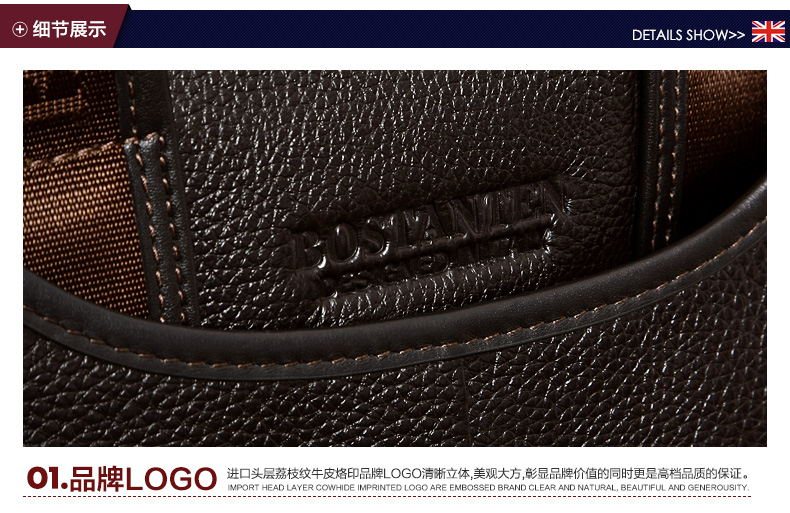 细节展示
DETAILS SHOW>>
BOSTANTEN
01.品牌LOGO
进口头层荔枝纹牛皮烙印品牌LOGO清晰立体,美观大方,彰显品牌价值的同时更是高档品质的保证。
IMPORT HEAD LAYER COWHIDE IMPRINTED LOGO ARE EMBOSSED BRAND CLEAR AND NATURAL, BEAUTIFUL AND GENEROUSITY.